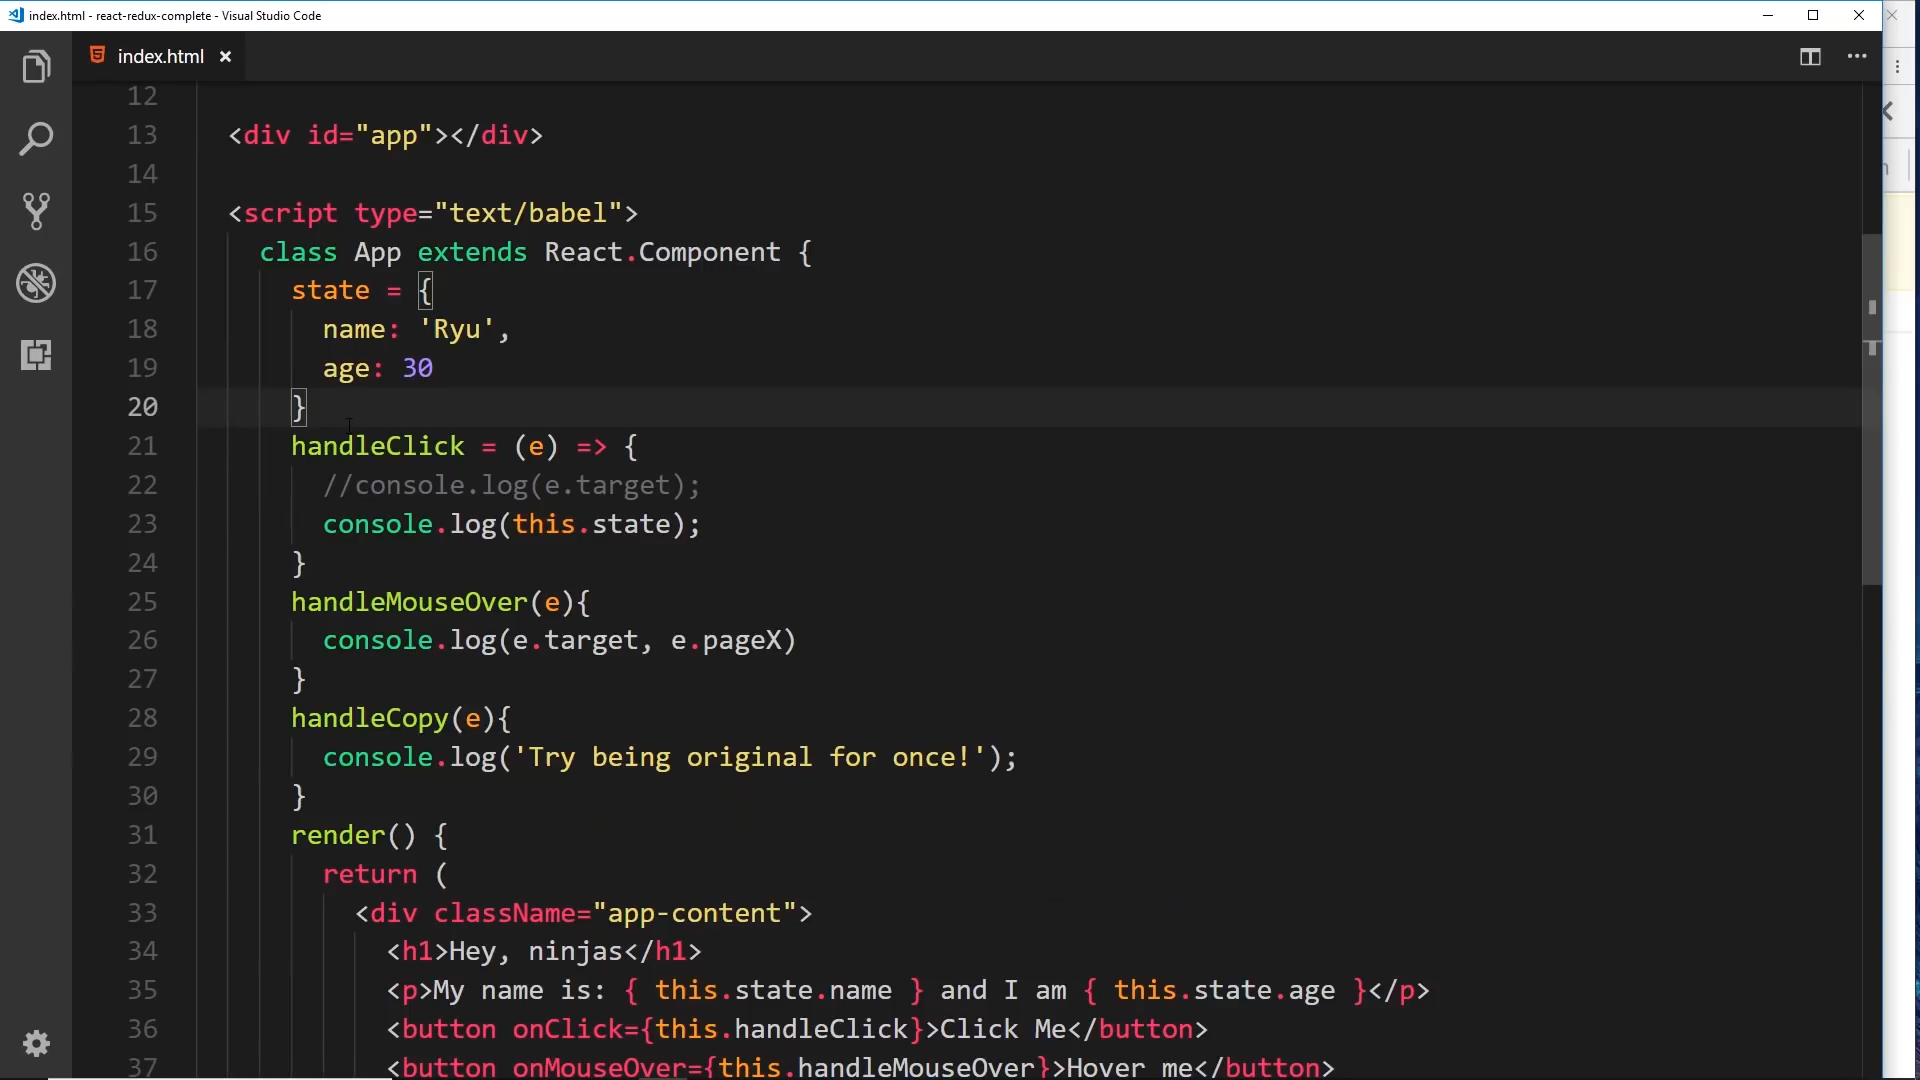 index.html - react-redux-complete - Visual Studio Code
index.html
12
13 <div id="app"></div>
14
15 <script type="text/babel">
16 class App extends React.Component {
17 state = {
18 name: 'Ryu',
19 age: 30
20 }
21 handleClick = (e) => {
22 //console.log(e.target);
23 console.log(this.state);
24 }
25 handleMouseOver(e){
26 console.log(e.target, e.pageX)
27 }
28 handleCopy(e){
29 console.log('Try being original for once!');
30 }
31 render() {
32 return (
33 <div className="app-content">
34 <h1>Hey, ninjas</h1>
35 <p>My name is: { this.state.name } and I am { this.state.age }</p>
36 <button onClick={this.handleClick}>Click Me</button>
37 <button onMouseOver={this.handleMouseOver}>Hover me</button>